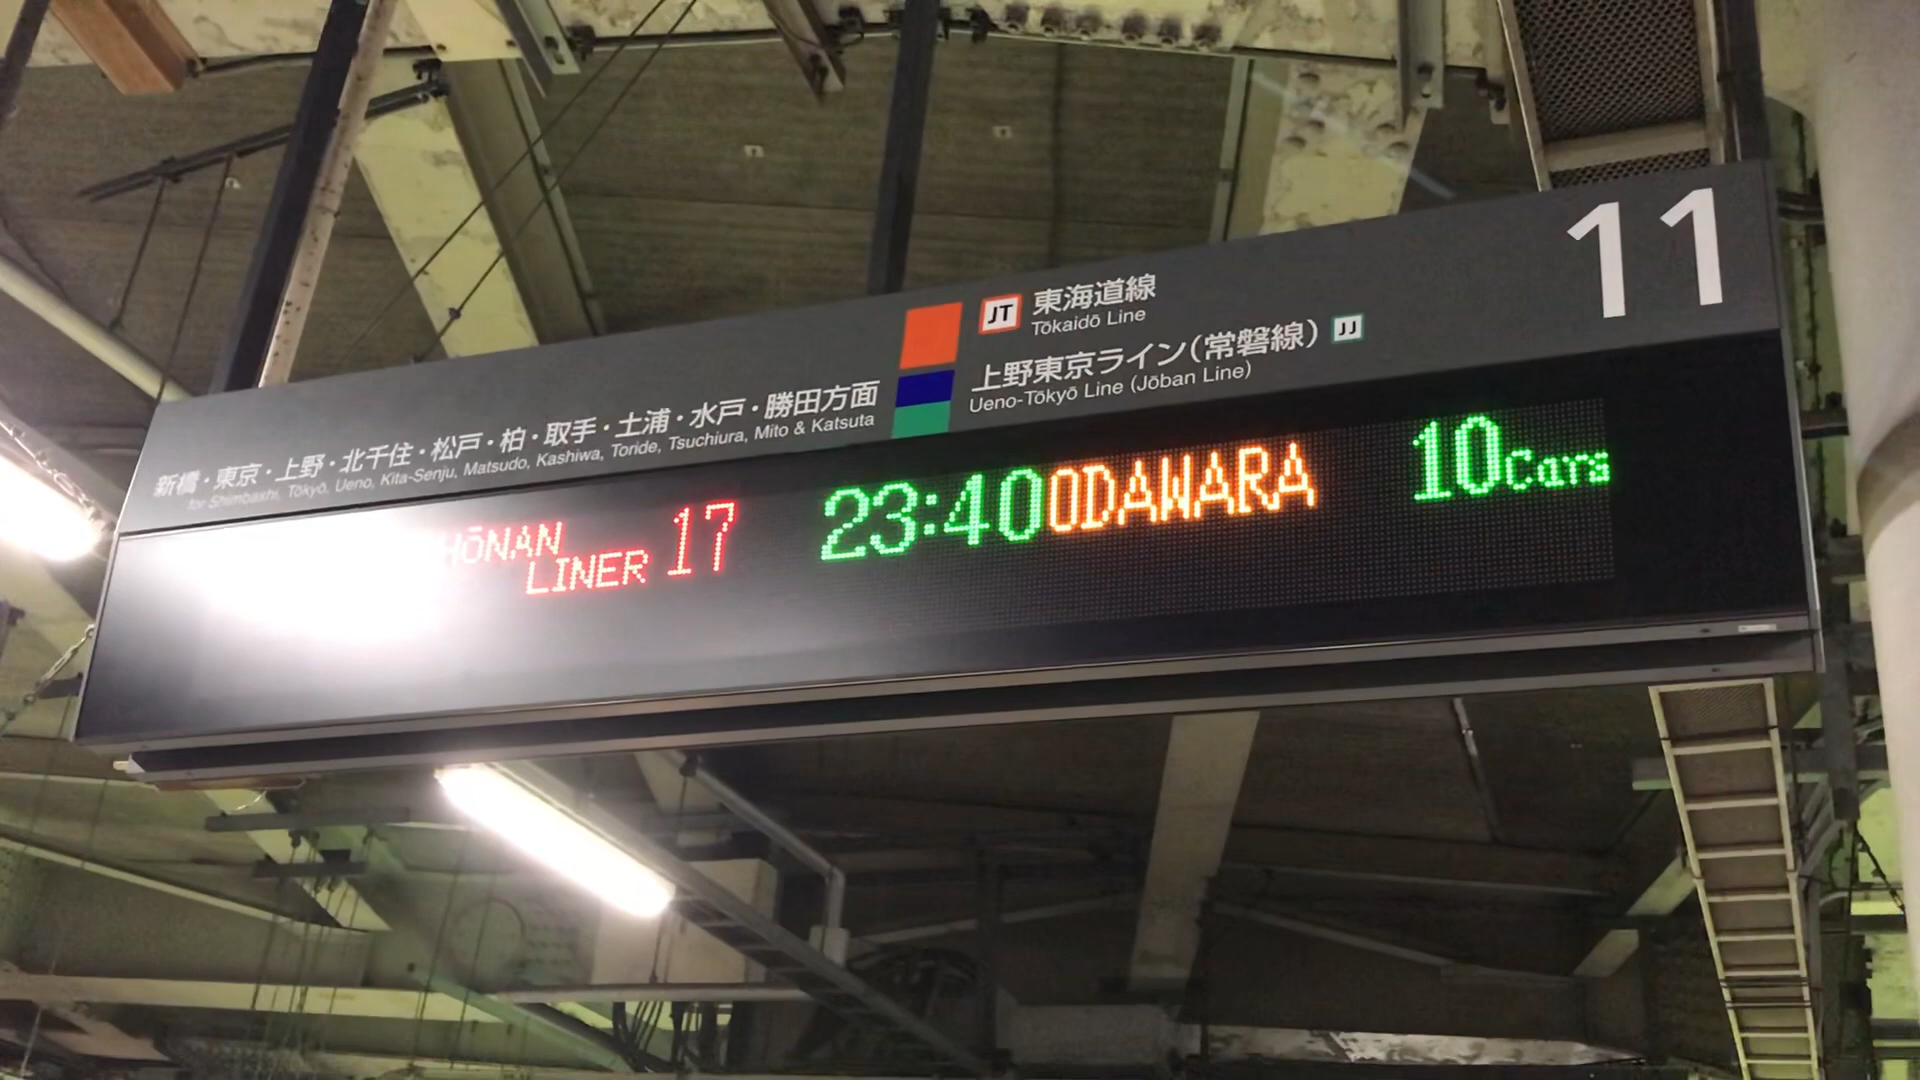 11
JT 東海道線
Tōkaidō Line
上野東京ライン(常磐線) JJ
Ueno-Tōkyō Line (Jōban Line)
新橋・東京・上野・北千住・松戸・柏・取手・土浦・水戸・勝田方面
for Shimbashi, Tōkyō, Ueno, Kita-Senju, Matsudo, Kashiwa, Toride, Tsuchiura, Mito & Katsuta
HŌNAN
LINER 17 23:40 ODAWARA 10Cars